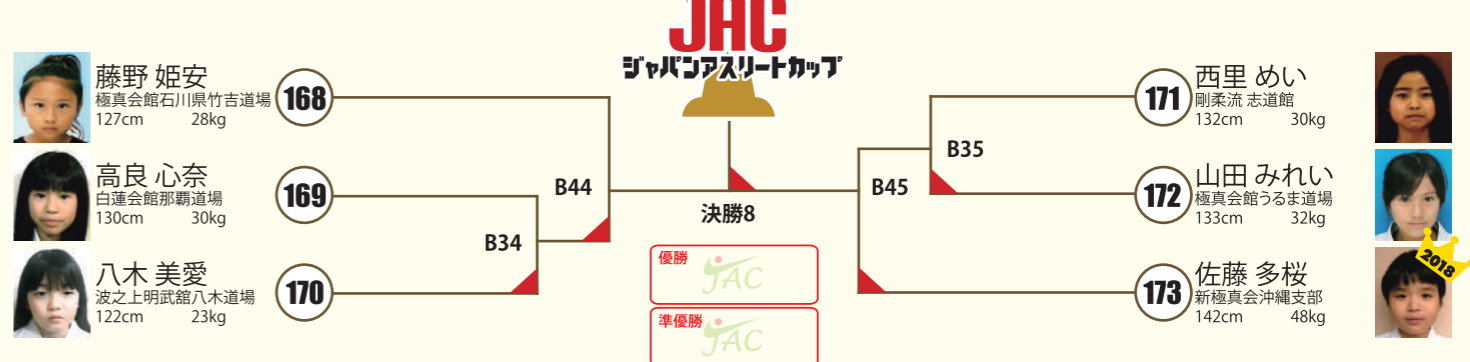 JAC
ジャパンアスリートカップ
藤野 姫安
極真会館石川県竹吉道場
127cm 28kg
168
高良 心奈
白蓮会館那覇道場
130cm 30kg
169
八木 美愛
波之上明武舘八木道場
122cm 23kg
170
B34
B44
決勝8
優勝
JAC
準優勝
JAC
B45
B35
171
西里 めい
剛柔流 志道館
132cm 30kg
172
山田 みれい
極真会館うるま道場
133cm 32kg
173
佐藤 多桜
新極真会沖縄支部
142cm 48kg
2018